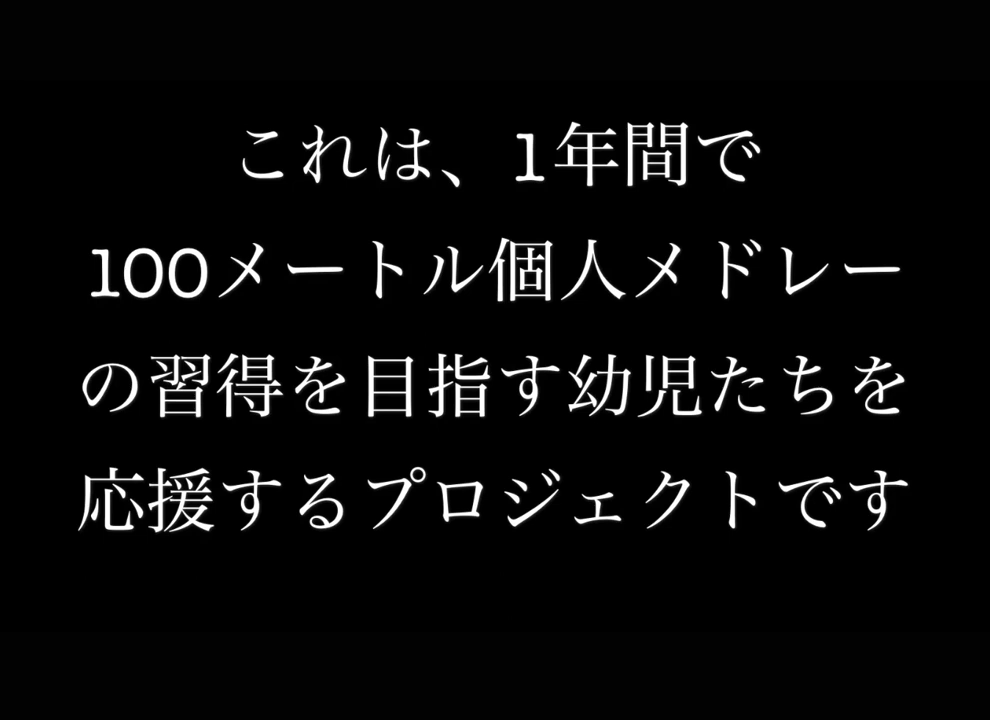 これは、1年間で
100メートル個人メドレー
の習得を目指す幼児たちを
応援するプロジェクトです